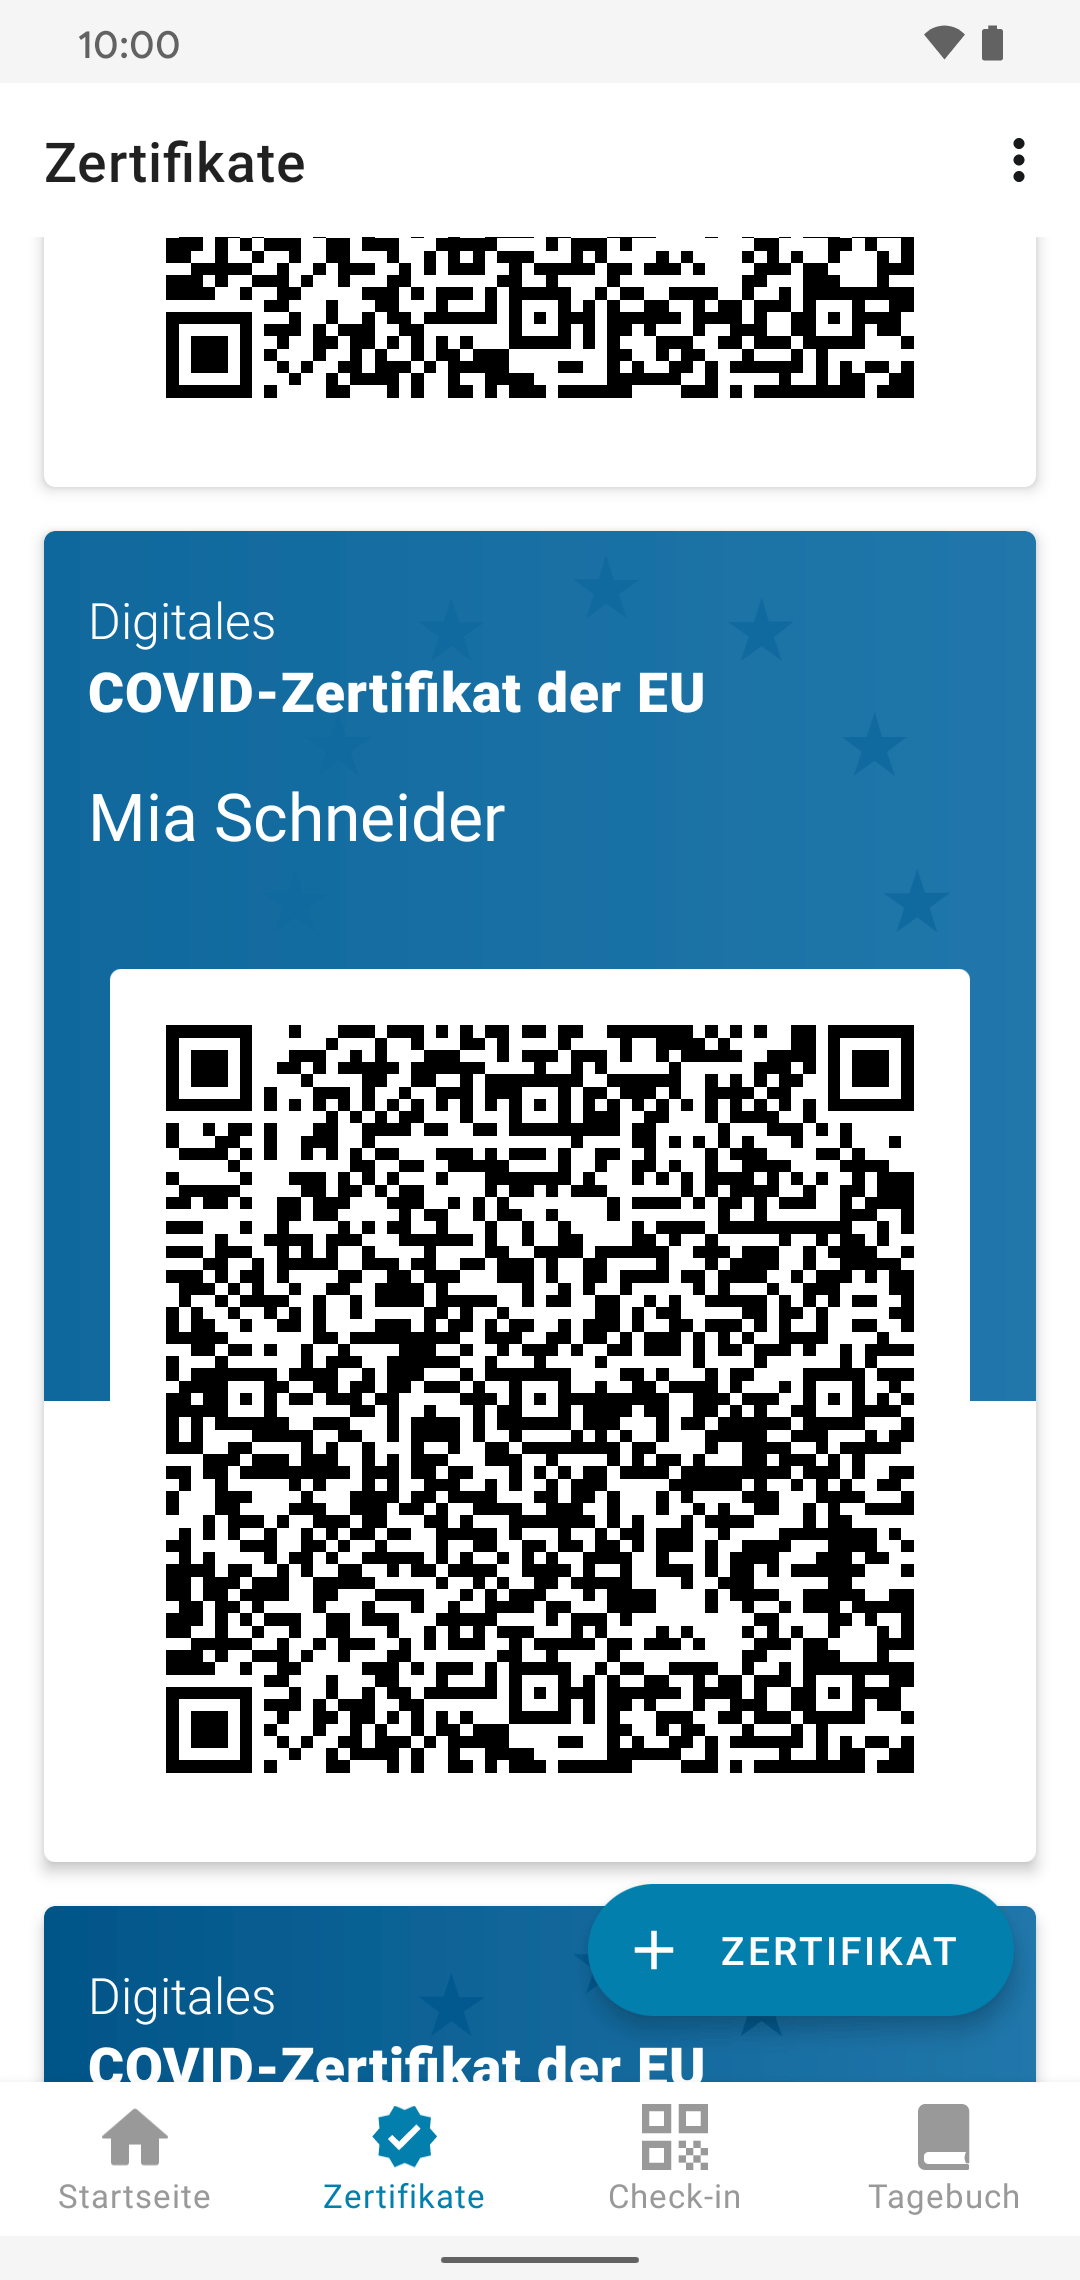 10:00
Zertifikate
Digitales
COVID-Zertifikat der EU
Mia Schneider
ZERTIFIKAT
Digitales
COVID-Zertifikat der EU
Startseite
Zertifikate
Check-in
Tagebuch